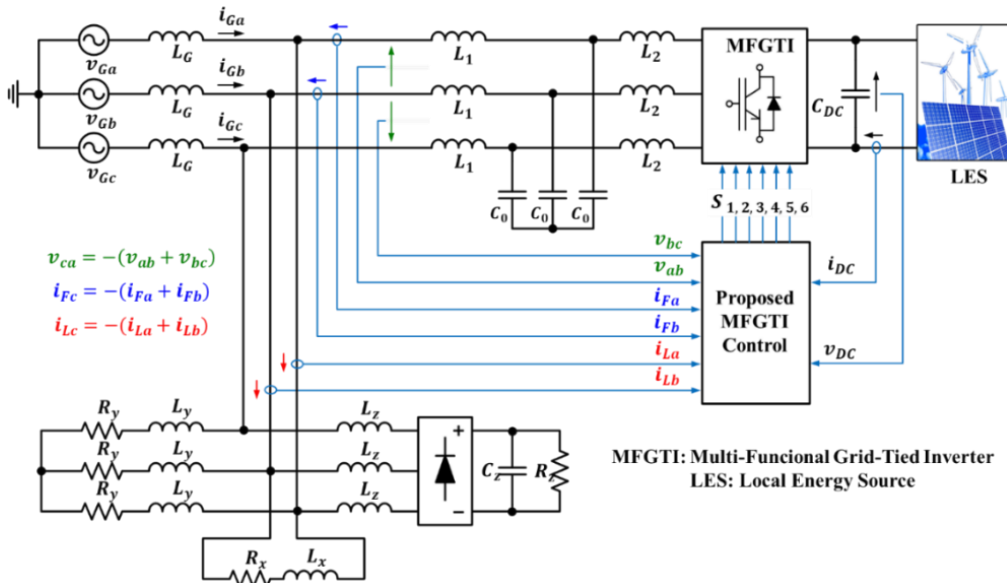 i_Ga
L_G
v_Ga
i_Gb
L_G
v_Gb
i_Gc
L_G
v_Gc
L_1
L_2
L_1
L_2
L_1
L_2
C_0
C_0
C_0
MFGTI
C_DC
LES
S 1, 2, 3, 4, 5, 6
v_bc
v_ab
i_Fa
i_Fb
i_La
i_Lb
Proposed
MFGTI
Control
i_DC
v_DC
v_ca = −(v_ab + v_bc)
i_Fc = −(i_Fa + i_Fb)
i_Lc = −(i_La + i_Lb)
R_y
L_y
L_z
R_y
L_y
L_z
R_y
L_y
L_z
+
−
C_z
R_z
R_x
L_x
MFGTI: Multi-Funcional Grid-Tied Inverter
LES: Local Energy Source